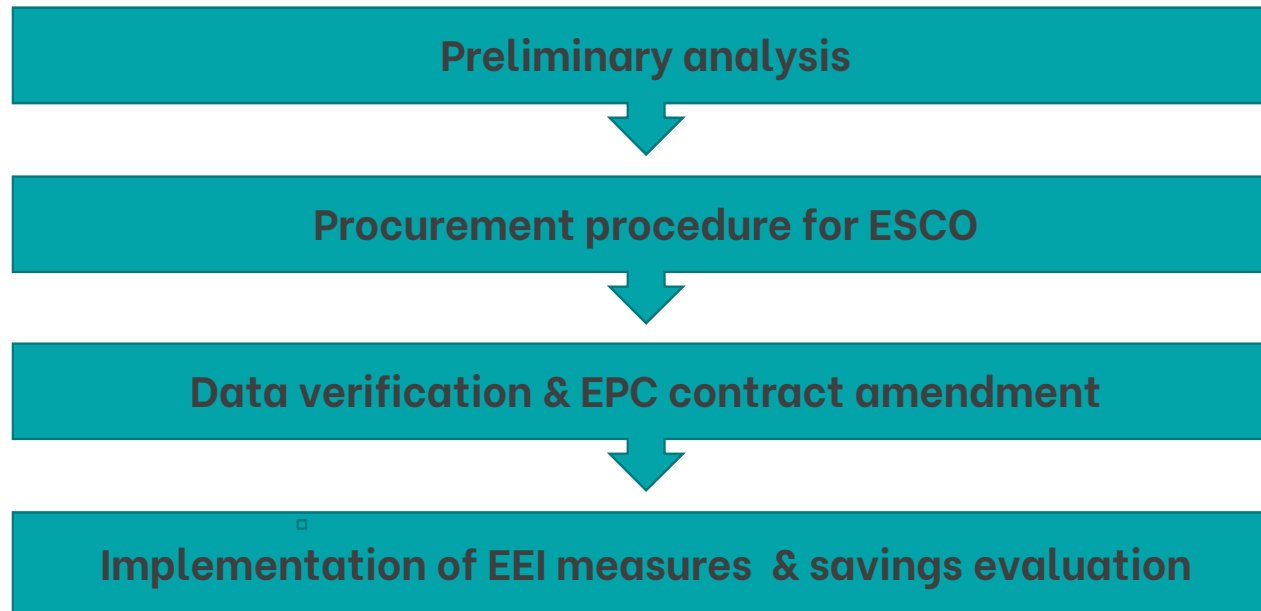 Preliminary analysis
Procurement procedure for ESCO
Data verification & EPC contract amendment
Implementation of EEI measures & savings evaluation